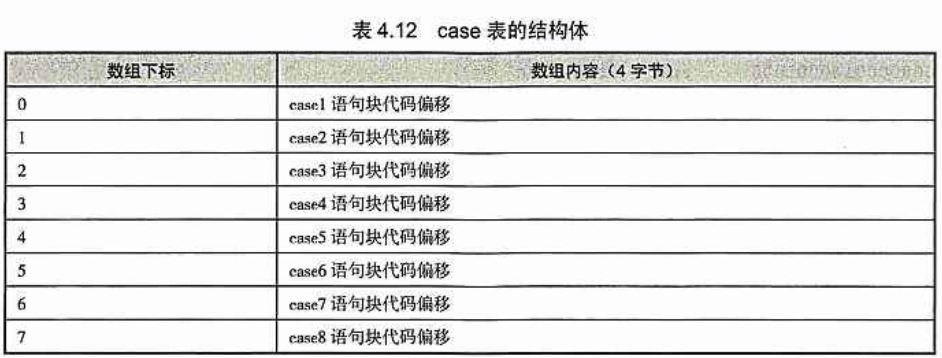 表 4.12 case 表的结构体
数组下标 数组内容（4 字节）
0 case1 语句块代码偏移
1 case2 语句块代码偏移
2 case3 语句块代码偏移
3 case4 语句块代码偏移
4 case5 语句块代码偏移
5 case6 语句块代码偏移
6 case7 语句块代码偏移
7 case8 语句块代码偏移